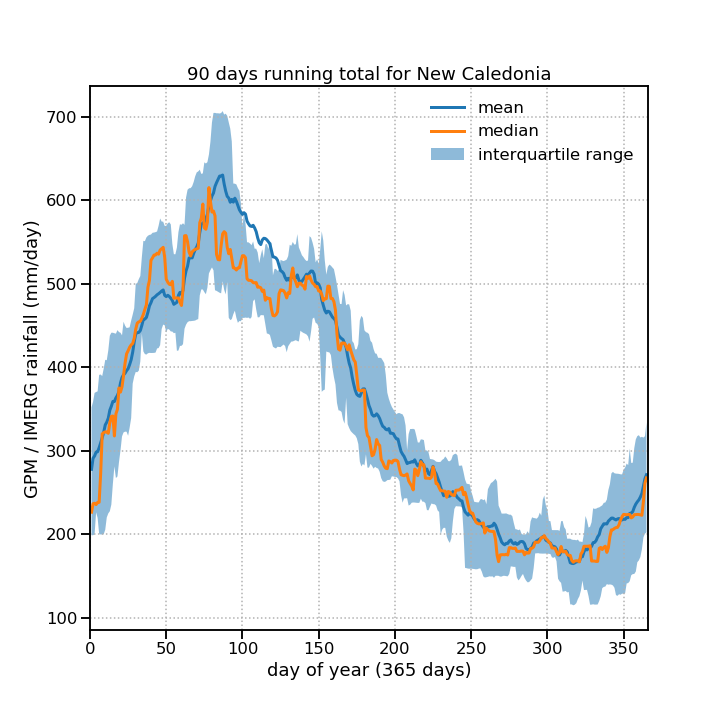 90 days running total for New Caledonia
mean
median
interquartile range
GPM / IMERG rainfall (mm/day)
700
600
500
400
300
200
100
0 50 100 150 200 250 300 350
day of year (365 days)